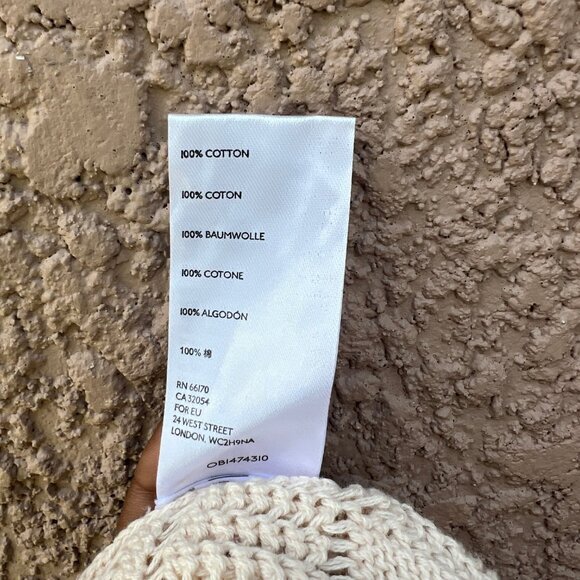 100% COTTON
100% COTON
100% BAUMWOLLE
100% COTONE
100% ALGODÓN
100% 棉
RN 66170
CA 32054
FOR EU
24 WEST STREET
LONDON, WC2H9NA
OB1474310